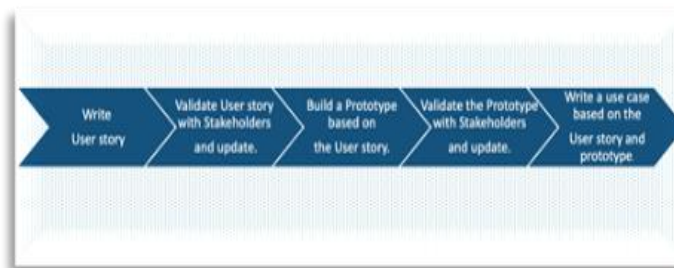 Write
User story
Validate User story
with Stakeholders
and update.
Build a Prototype
based on
the User story.
Validate the Prototype
with Stakeholders
and update.
Write a use case
based on the
User story and
prototype